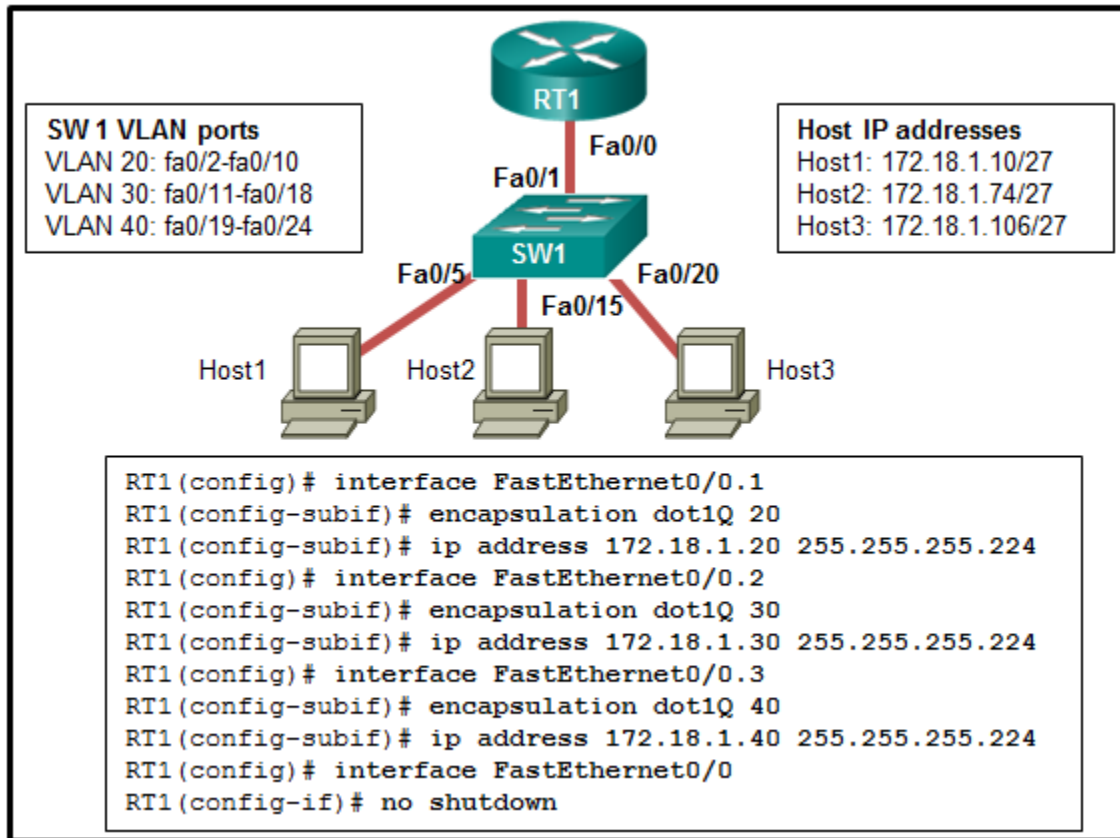 RT1
Fa0/0
SW 1 VLAN ports
VLAN 20: fa0/2-fa0/10
VLAN 30: fa0/11-fa0/18
VLAN 40: fa0/19-fa0/24
Host IP addresses
Host1: 172.18.1.10/27
Host2: 172.18.1.74/27
Host3: 172.18.1.106/27
Fa0/1
SW1
Fa0/5
Fa0/15
Fa0/20
Host1
Host2
Host3
RT1(config)# interface FastEthernet0/0.1
RT1(config-subif)# encapsulation dot1Q 20
RT1(config-subif)# ip address 172.18.1.20 255.255.255.224
RT1(config)# interface FastEthernet0/0.2
RT1(config-subif)# encapsulation dot1Q 30
RT1(config-subif)# ip address 172.18.1.30 255.255.255.224
RT1(config)# interface FastEthernet0/0.3
RT1(config-subif)# encapsulation dot1Q 40
RT1(config-subif)# ip address 172.18.1.40 255.255.255.224
RT1(config)# interface FastEthernet0/0
RT1(config-if)# no shutdown